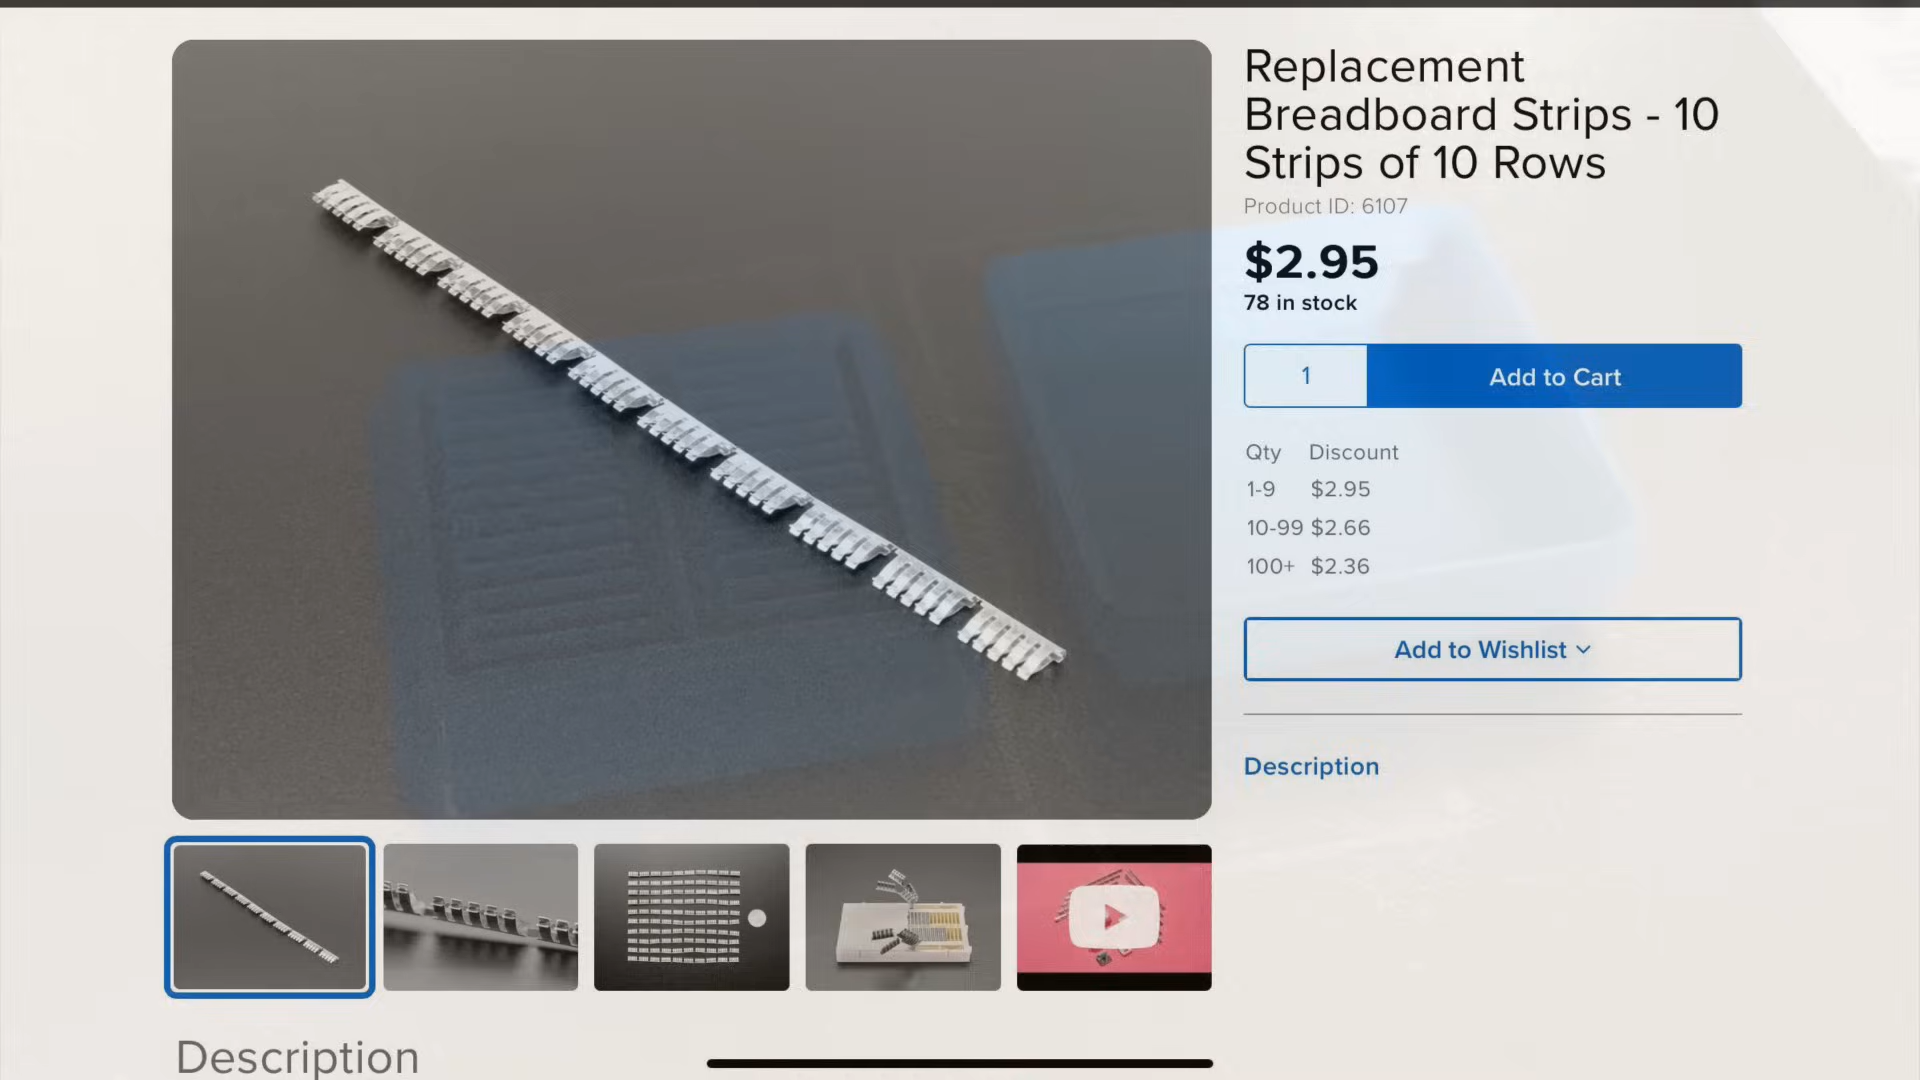 Replacement
Breadboard Strips - 10
Strips of 10 Rows
Product ID: 6107
$2.95
78 in stock
1 Add to Cart
Qty Discount
1-9 $2.95
10-99 $2.66
100+ $2.36
Add to Wishlist
Description
Description